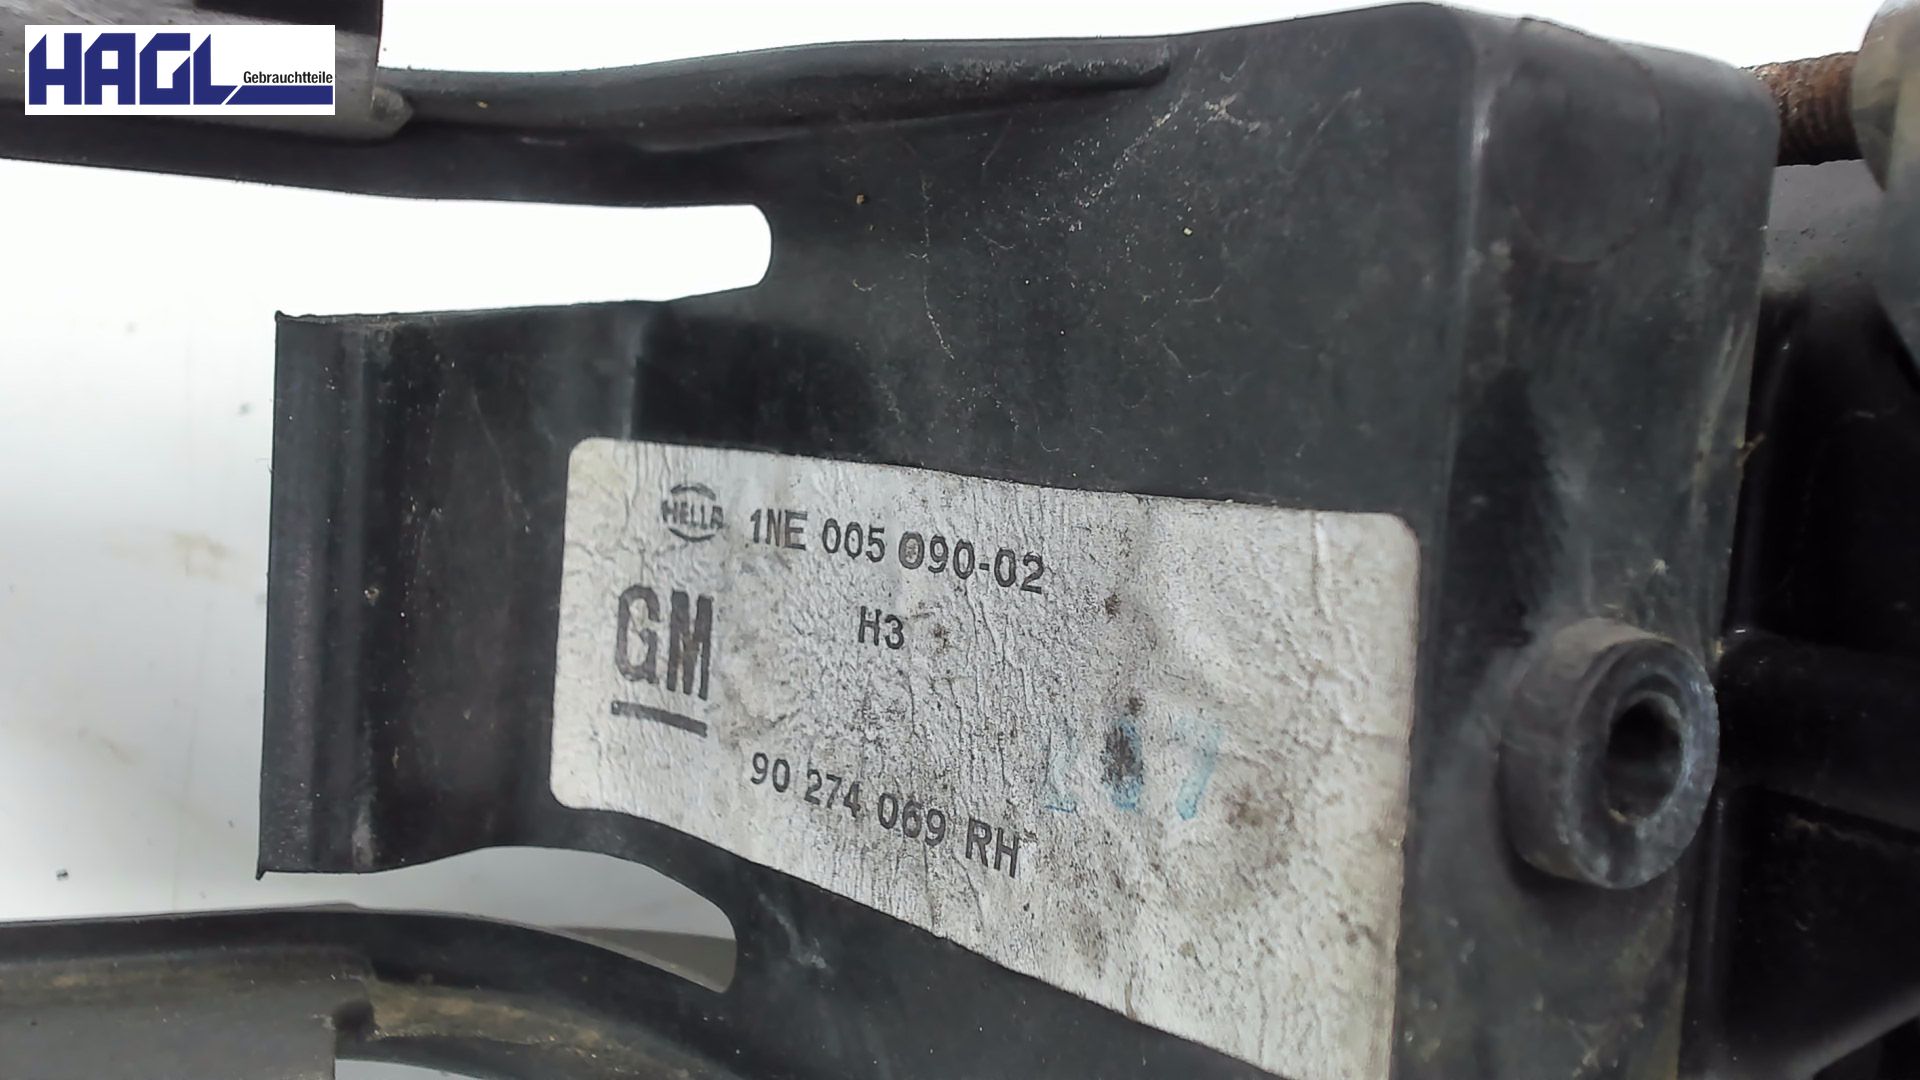 HAGL
Gebrauchtteile
HELLA 1NE 005 090-02
H3
GM
90 274 069 RH